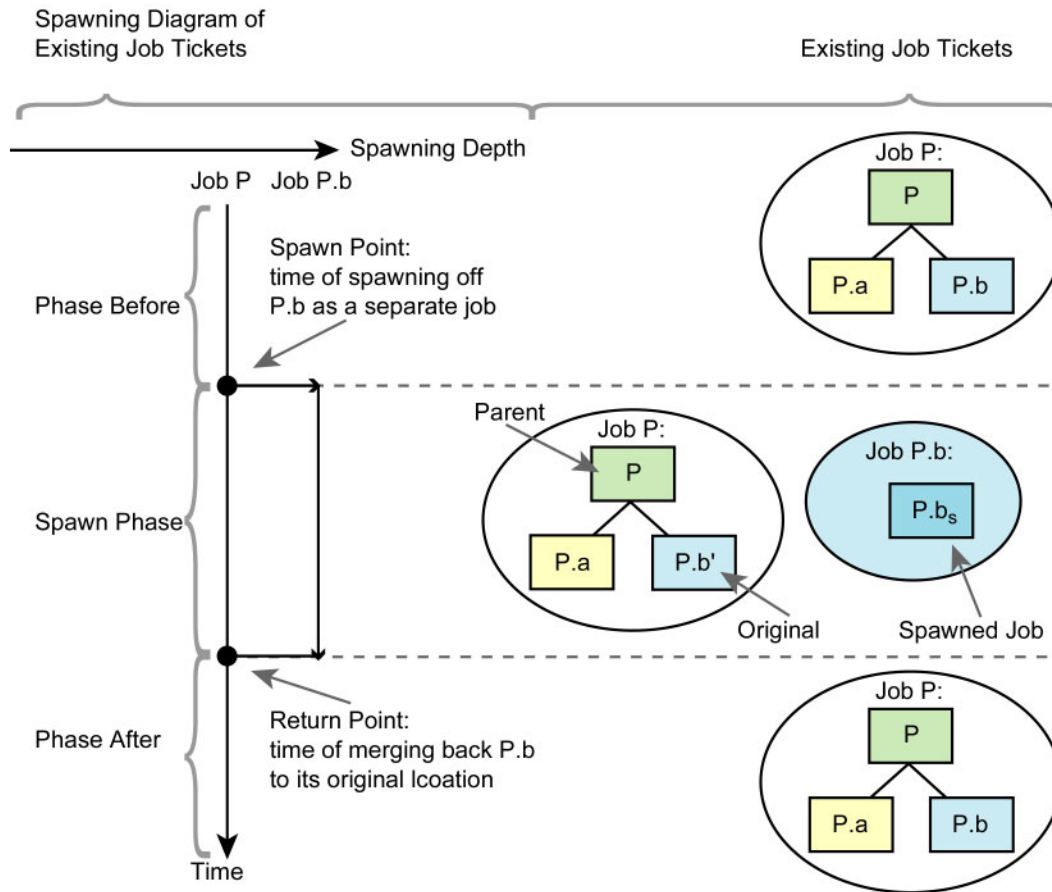 Spawning Diagram of
Existing Job Tickets
Existing Job Tickets
Spawning Depth
Job P
Job P.b
Job P:
P
P.a
P.b
Phase Before
Spawn Point:
time of spawning off
P.b as a separate job
Parent
Job P:
P
P.a
P.b'
Original
Job P.b:
P.bs
Spawned Job
Spawn Phase
Phase After
Return Point:
time of merging back P.b
to its original lcoation
Job P:
P
P.a
P.b
Time